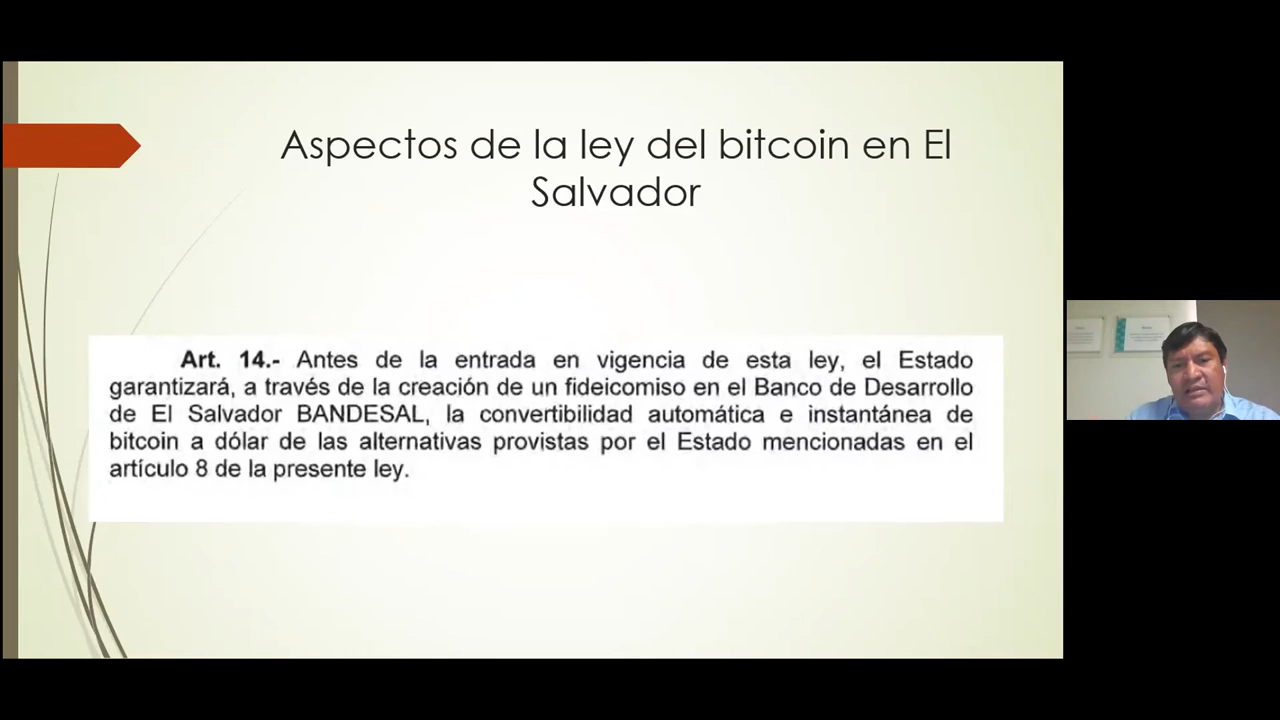 Aspectos de la ley del bitcoin en El
Salvador
Art. 14.- Antes de la entrada en vigencia de esta ley, el Estado
garantizará, a través de la creación de un fideicomiso en el Banco de Desarrollo
de El Salvador BANDESAL, la convertibilidad automática e instantánea de
bitcoin a dólar de las alternativas provistas por el Estado mencionadas en el
artículo 8 de la presente ley.